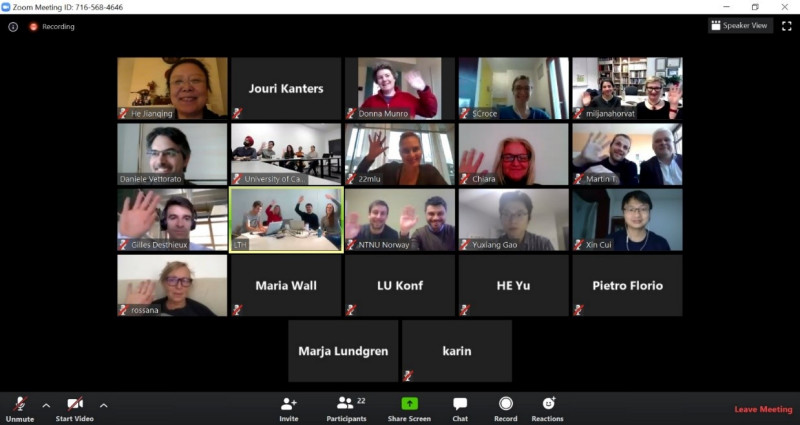 Zoom Meeting ID: 716-568-4646
Recording
Speaker View
He Jianqing
Jouri Kanters
Donna Munro
SCroce
miljanahorvat
Daniele Vettorato
University of Ca...
22mlu
Chiara
Martin T.
Gilles Desthieux
LTH
NTNU Norway
Yuxiang Gao
Xin Cui
rossana
Maria Wall
LU Konf
HE Yu
Pietro Florio
Marja Lundgren
karin
Unmute
Start Video
Invite
Participants
22
Share Screen
Chat
Record
Reactions
Leave Meeting